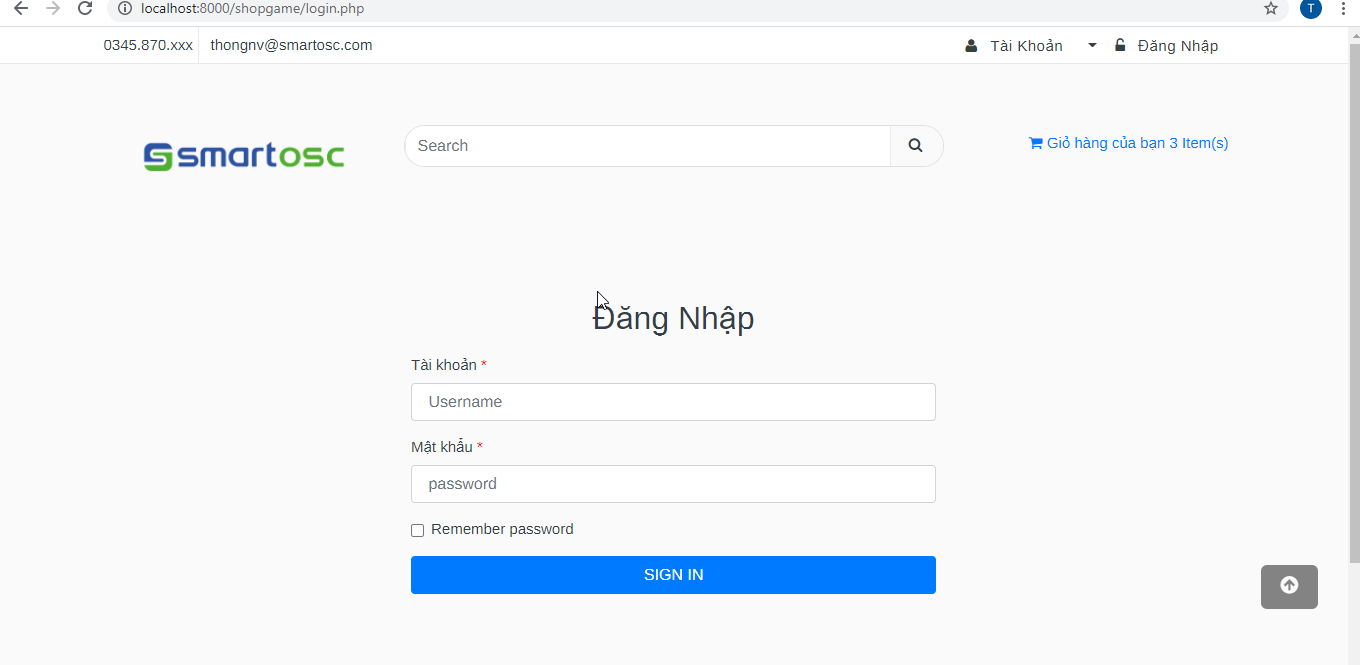 localhost:8000/shopgame/login.php
T
0345.870.xxx thongnv@smartosc.com Tài Khoản Đăng Nhập
smartosc Search Giỏ hàng của bạn 3 Item(s)
Đăng Nhập
Tài khoản *
Username
Mật khẩu *
password
Remember password
SIGN IN